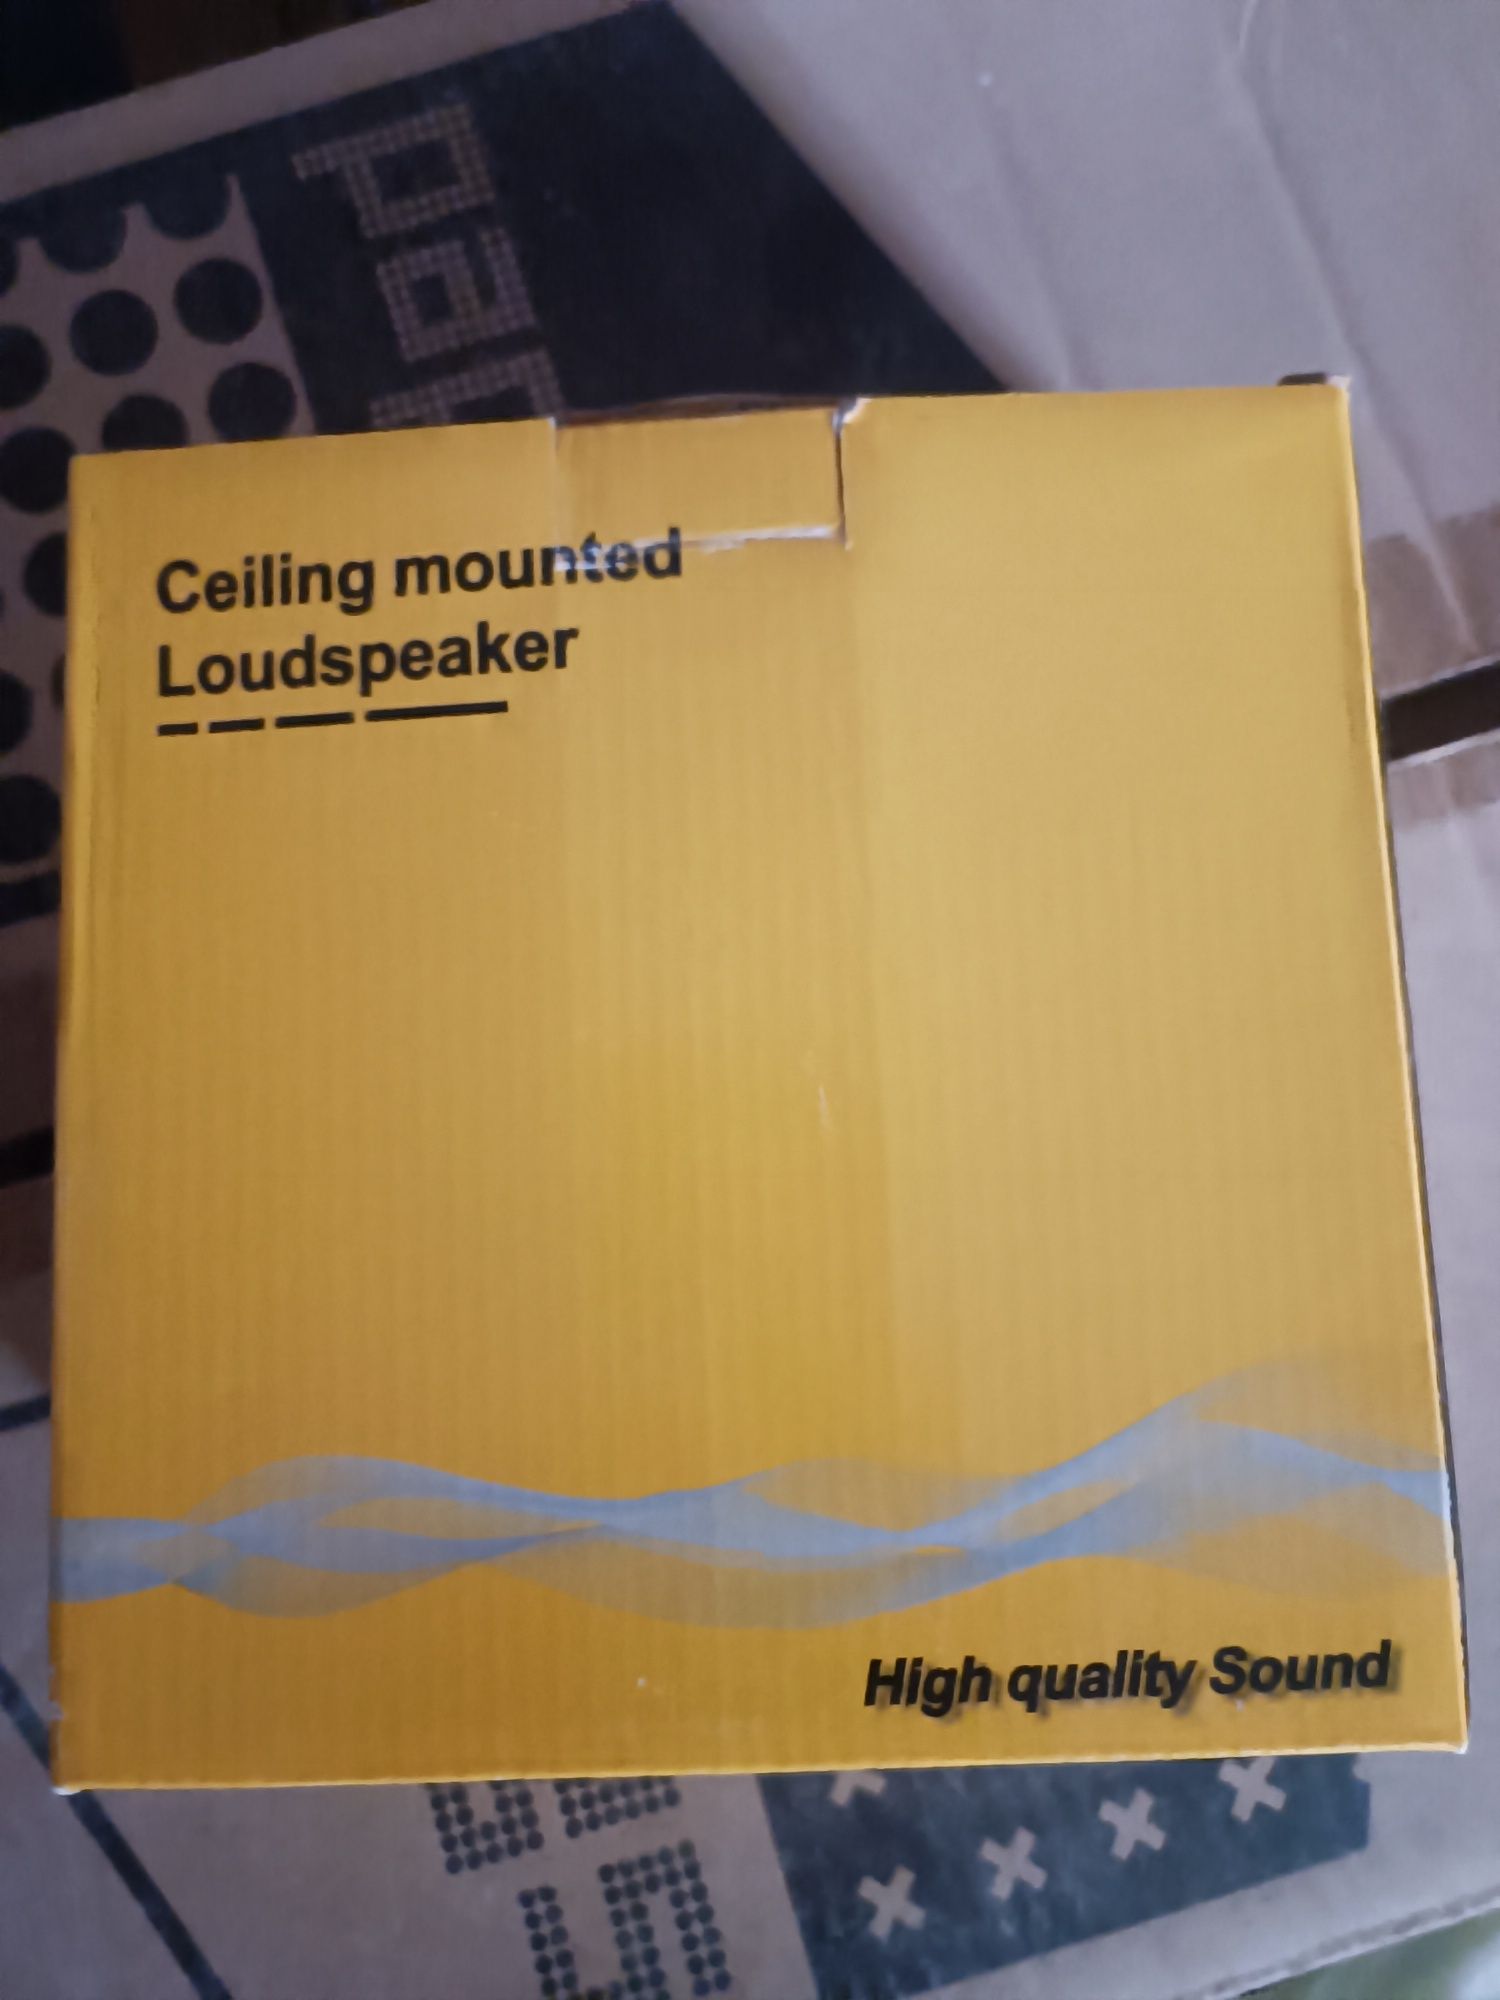 Ceiling mounted
Loudspeaker
High quality Sound